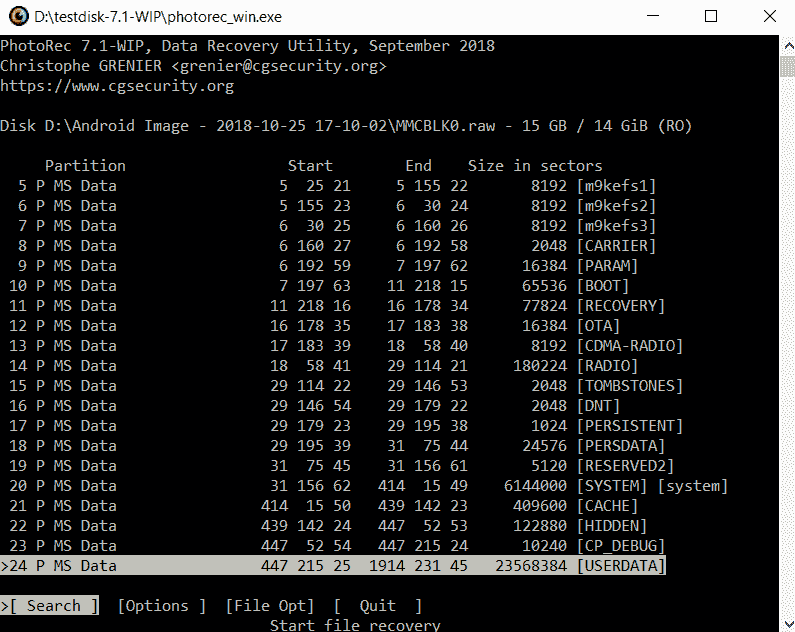 D:\testdisk-7.1-WIP\photorec_win.exe
PhotoRec 7.1-WIP, Data Recovery Utility, September 2018
Christophe GRENIER <grenier@cgsecurity.org>
https://www.cgsecurity.org
Disk D:\Android Image - 2018-10-25 17-10-02\MMCBLK0.raw - 15 GB / 14 GiB (RO)
Partition Start End Size in sectors
5 P MS Data 5 25 21 5 155 22 8192 [m9kefs1]
6 P MS Data 5 155 23 6 30 24 8192 [m9kefs2]
7 P MS Data 6 30 25 6 160 26 8192 [m9kefs3]
8 P MS Data 6 160 27 6 192 58 2048 [CARRIER]
9 P MS Data 6 192 59 7 197 62 16384 [PARAM]
10 P MS Data 7 197 63 11 218 15 65536 [BOOT]
11 P MS Data 11 218 16 16 178 34 77824 [RECOVERY]
12 P MS Data 16 178 35 17 183 38 16384 [OTA]
13 P MS Data 17 183 39 18 58 40 8192 [CDMA-RADIO]
14 P MS Data 18 58 41 29 114 21 180224 [RADIO]
15 P MS Data 29 114 22 29 146 53 2048 [TOMBSTONES]
16 P MS Data 29 146 54 29 179 22 2048 [DNT]
17 P MS Data 29 179 23 29 195 38 1024 [PERSISTENT]
18 P MS Data 29 195 39 31 75 44 24576 [PERSDATA]
19 P MS Data 31 75 45 31 156 61 5120 [RESERVED2]
20 P MS Data 31 156 62 414 15 49 6144000 [SYSTEM] [system]
21 P MS Data 414 15 50 439 142 23 409600 [CACHE]
22 P MS Data 439 142 24 447 52 53 122880 [HIDDEN]
23 P MS Data 447 52 54 447 215 24 10240 [CP_DEBUG]
>24 P MS Data 447 215 25 1914 231 45 23568384 [USERDATA]
>[ Search ] [Options ] [File Opt] [ Quit ]
Start file recovery